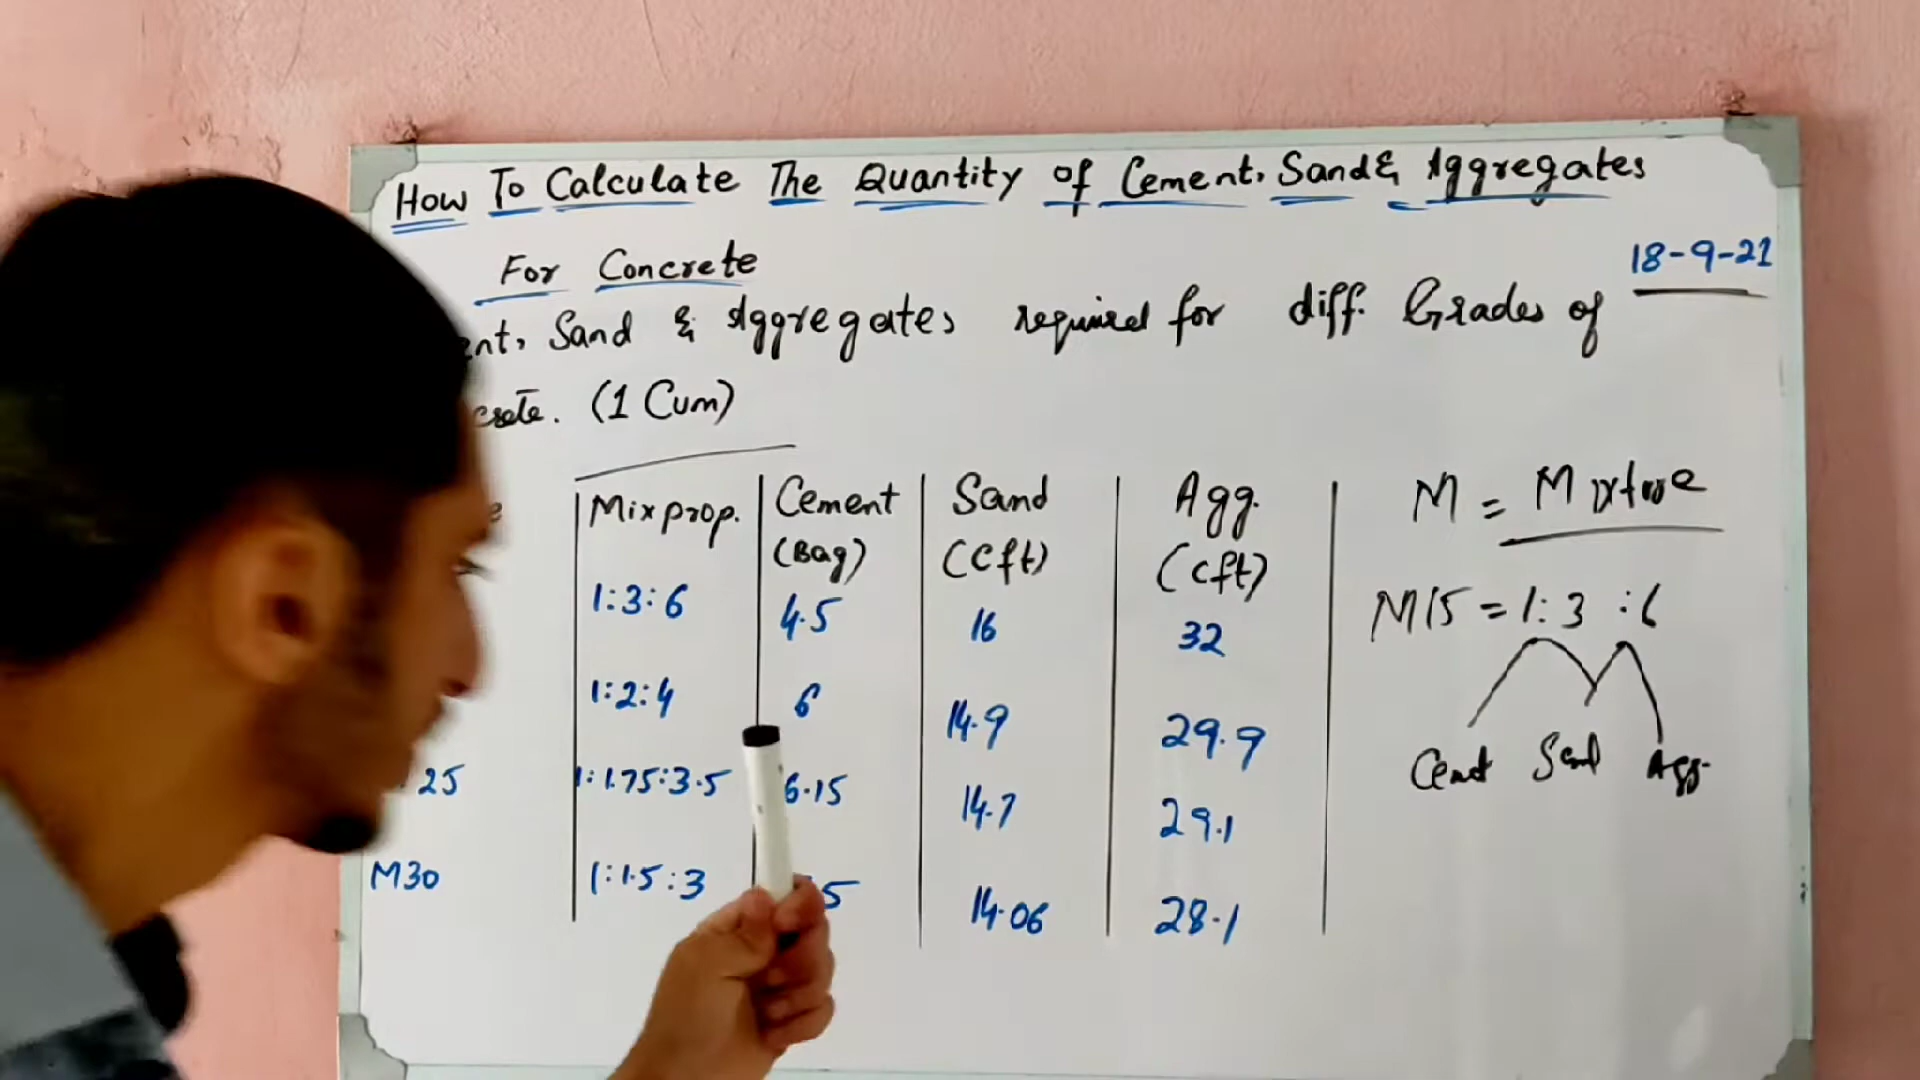 How To Calculate The Quantity of Cement, Sand & Aggregates
For Concrete
18-9-21
Sand & Aggregates required for diff. Grades of
(1 Cum)
Mix prop. Cement (Bag) Sand (Cft) Agg. (Cft)
1:3:6 4.5 16 32
1:2:4 6 14.9 29.9
25 1:1.75:3.5 6.15 14.7 29.1
M30 1:1.5:3 14.06 28.1
M = Mixture
M15 = 1:3:6
Cemt Sand Agg.